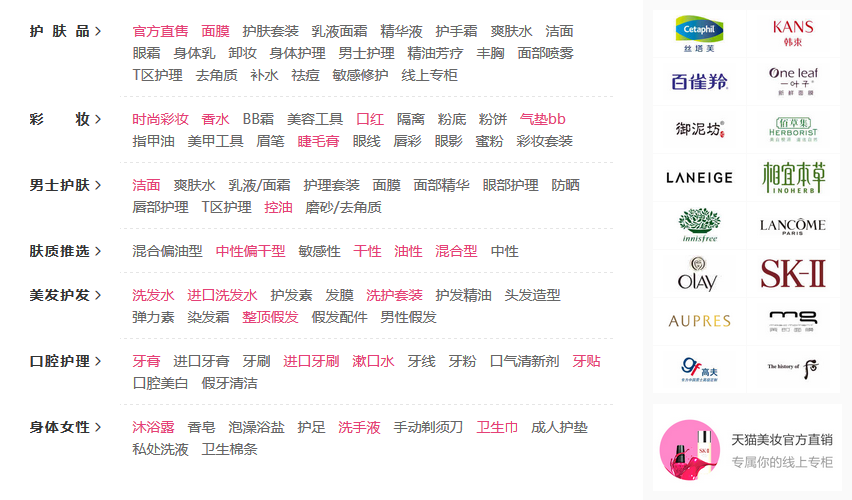 护 肤 品 >
官方直售 面膜 护肤套装 乳液面霜 精华液 护手霜 爽肤水 洁面
眼霜 身体乳 卸妆 身体护理 男士护理 精油芳疗 丰胸 面部喷雾
T区护理 去角质 补水 祛痘 敏感修护 线上专柜
彩 妆 >
时尚彩妆 香水 BB霜 美容工具 口红 隔离 粉底 粉饼 气垫bb
指甲油 美甲工具 眉笔 睫毛膏 眼线 唇彩 眼影 蜜粉 彩妆套装
男士护肤 >
洁面 爽肤水 乳液/面霜 护理套装 面膜 面部精华 眼部护理 防晒
唇部护理 T区护理 控油 磨砂/去角质
肤质推选 >
混合偏油型 中性偏干型 敏感性 干性 油性 混合型 中性
美发护发 >
洗发水 进口洗发水 护发素 发膜 洗护套装 护发精油 头发造型
弹力素 染发霜 整顶假发 假发配件 男性假发
口腔护理 >
牙膏 进口牙膏 牙刷 进口牙刷 漱口水 牙线 牙粉 口气清新剂 牙贴
口腔美白 假牙清洁
身体女性 >
沐浴露 香皂 泡澡浴盐 护足 洗手液 手动剃须刀 卫生巾 成人护垫
私处洗液 卫生棉条
Cetaphil
丝塔芙
KANS
韩束
百雀羚
One leaf
一叶子
新鲜面膜
御泥坊
佰草集
HERBORIST
LANEIGE
相宜本草
INOHERB
innisfree
LANCÔME
PARIS
OLAY
SK-II
AUPRES
mg
美即面膜
gf 高夫
The history of 后
天猫美妆官方直销
专属你的线上专柜